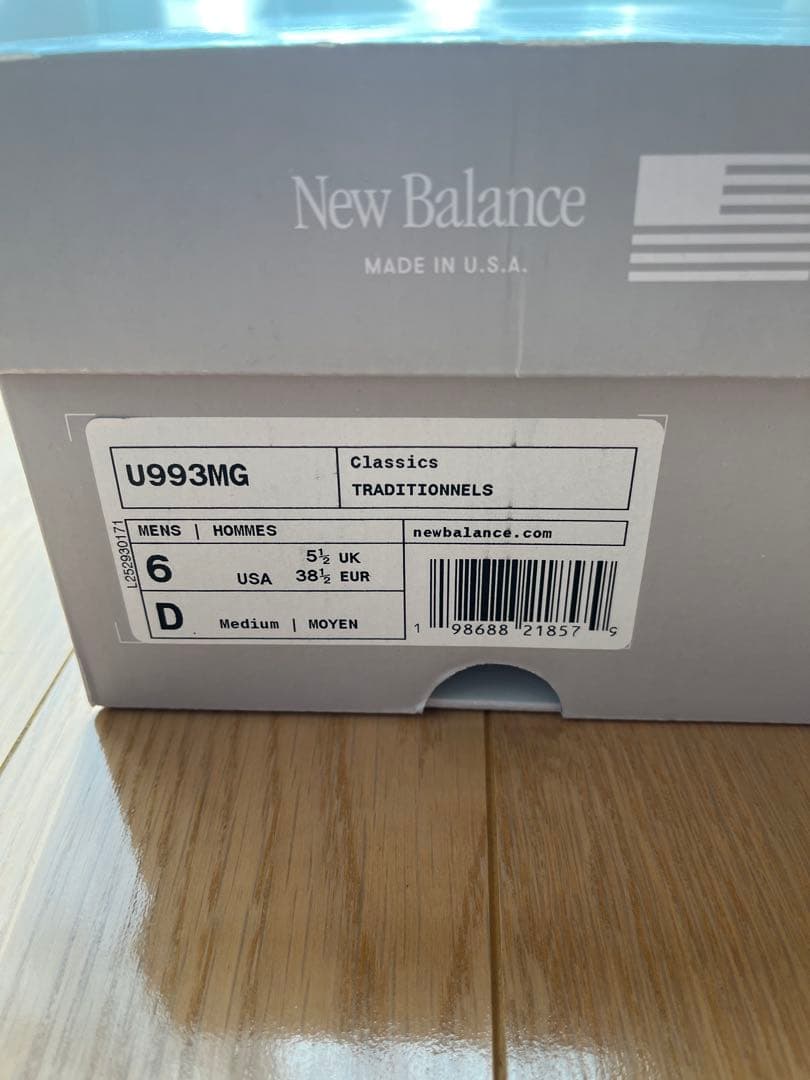 New Balance
MADE IN U.S.A.
U993MG
Classics
TRADITIONNELS
L252930171
MENS | HOMMES
newbalance.com
6 USA
5½ UK
38½ EUR
D Medium | MOYEN
1 98688 21857 9